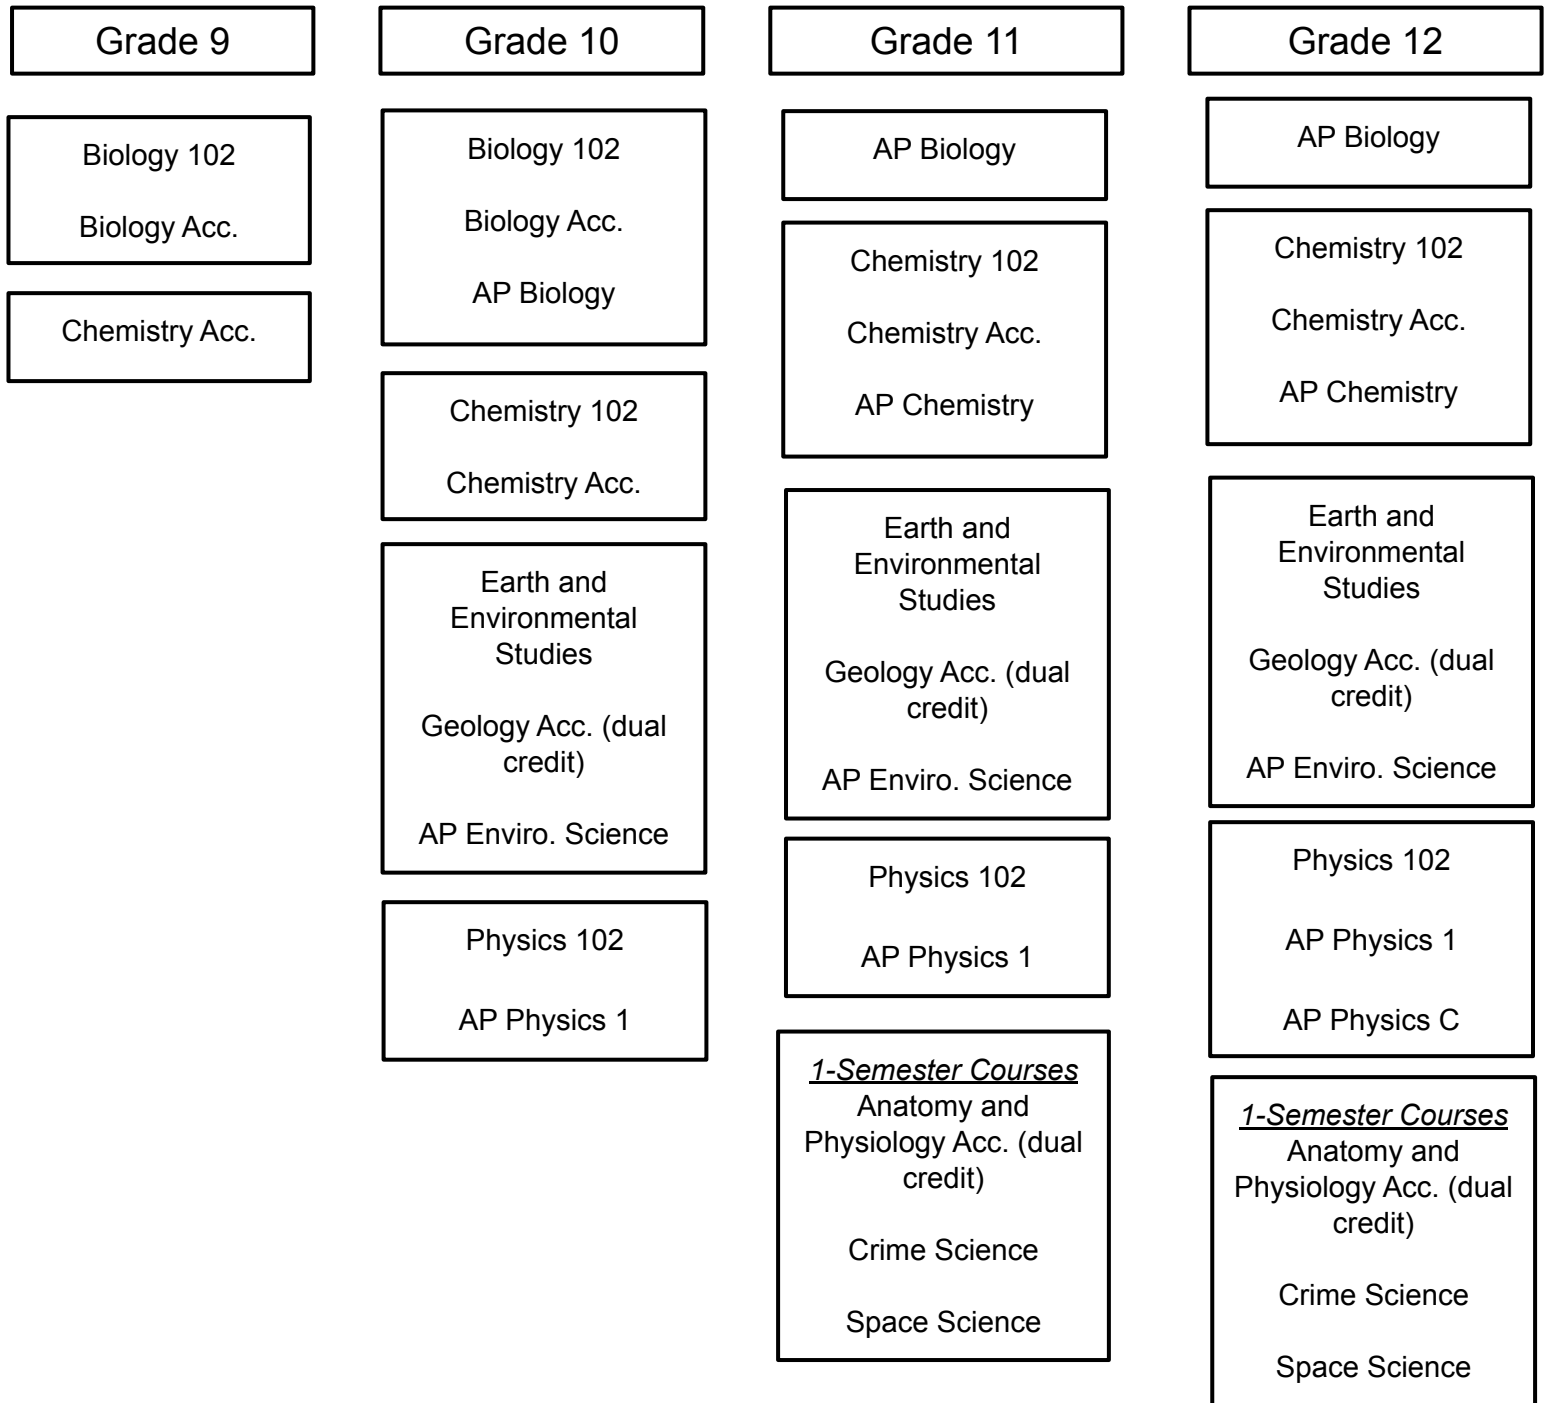 Grade 9
Biology 102
Biology Acc.
Chemistry Acc.
Grade 10
Biology 102
Biology Acc.
AP Biology
Chemistry 102
Chemistry Acc.
Earth and
Environmental
Studies
Geology Acc. (dual
credit)
AP Enviro. Science
Physics 102
AP Physics 1
Grade 11
AP Biology
Chemistry 102
Chemistry Acc.
AP Chemistry
Earth and
Environmental
Studies
Geology Acc. (dual
credit)
AP Enviro. Science
Physics 102
AP Physics 1
1-Semester Courses
Anatomy and
Physiology Acc. (dual
credit)
Crime Science
Space Science
Grade 12
AP Biology
Chemistry 102
Chemistry Acc.
AP Chemistry
Earth and
Environmental
Studies
Geology Acc. (dual
credit)
AP Enviro. Science
Physics 102
AP Physics 1
AP Physics C
1-Semester Courses
Anatomy and
Physiology Acc. (dual
credit)
Crime Science
Space Science